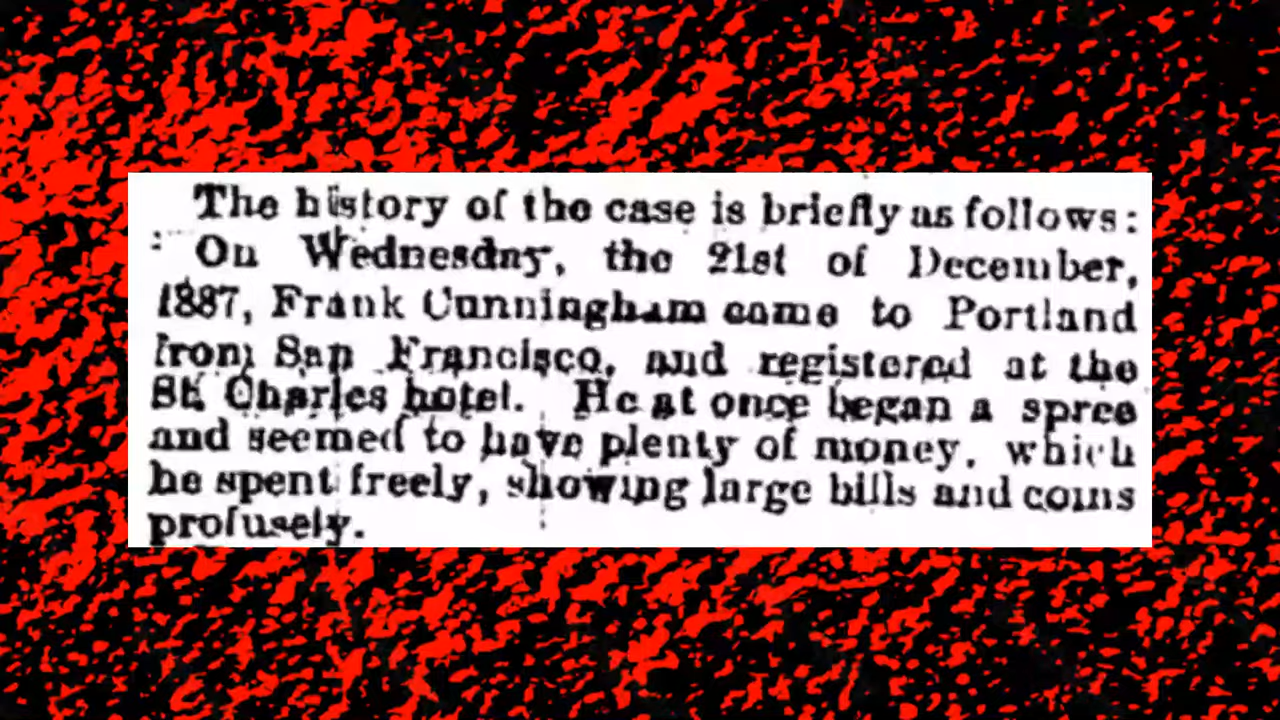 The history of the case is briefly as follows:
On Wednesday, the 21st of December,
1887, Frank Cunningham came to Portland
from San Francisco, and registered at the
St. Charles hotel. He at once began a spree
and seemed to have plenty of money, which
he spent freely, showing large bills and coins
profusely.